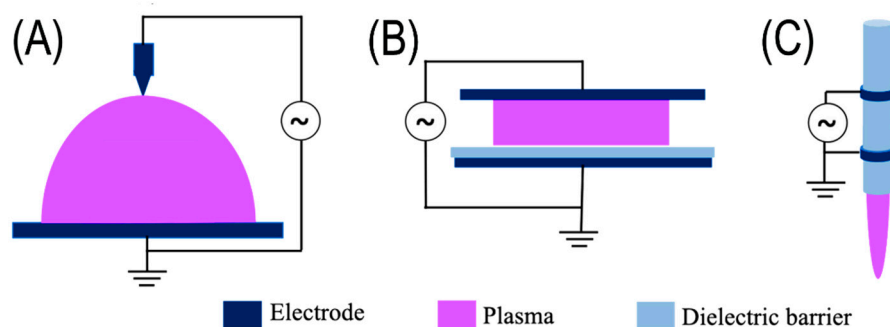 (A)
(B)
(C)
~
~
~
Electrode
Plasma
Dielectric barrier